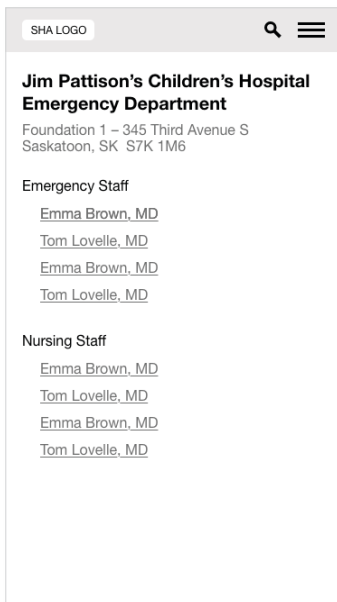 SHA LOGO
Jim Pattison’s Children’s Hospital
Emergency Department
Foundation 1 – 345 Third Avenue S
Saskatoon, SK  S7K 1M6
Emergency Staff
Emma Brown, MD
Tom Lovelle, MD
Emma Brown, MD
Tom Lovelle, MD
Nursing Staff
Emma Brown, MD
Tom Lovelle, MD
Emma Brown, MD
Tom Lovelle, MD